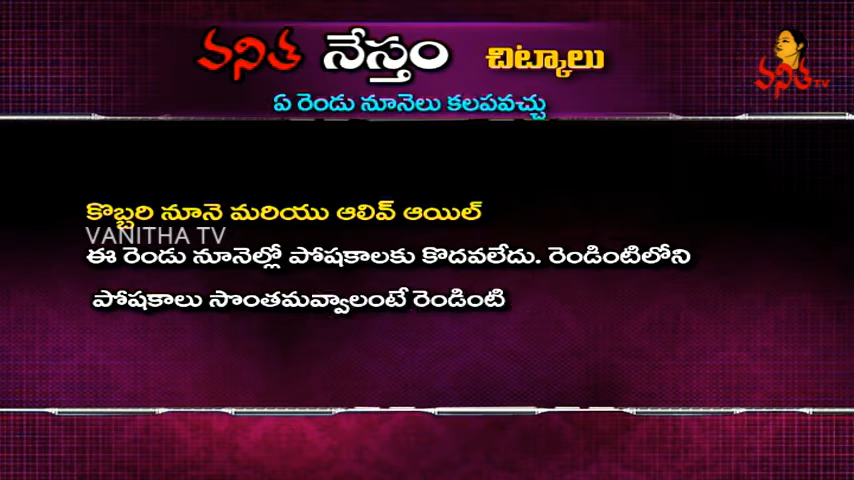 వనిత నేస్తం చిట్కాలు
వనిత TV
ఏ రెండు నూనెలు కలపవచ్చు
కొబ్బరి నూనె మరియు ఆలివ్ ఆయిల్
VANITHA TV
ఈ రెండు నూనెల్లో పోషకాలకు కొదవలేదు. రెండింటిలోని
పోషకాలు సొంతమవ్వాలంటే రెండింటి